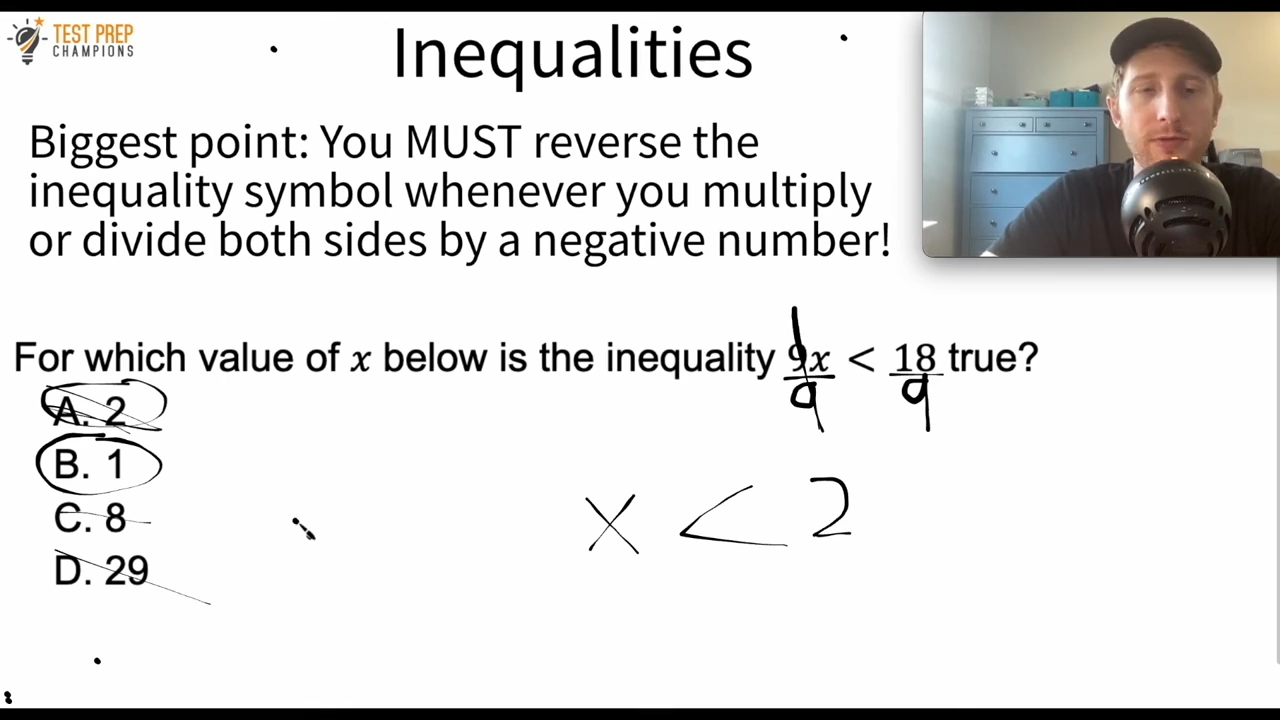 TEST PREP
CHAMPIONS
Inequalities
Biggest point: You MUST reverse the
inequality symbol whenever you multiply
or divide both sides by a negative number!
For which value of x below is the inequality 9x < 18 true?
9 9
A. 2
B. 1
C. 8
D. 29
x < 2